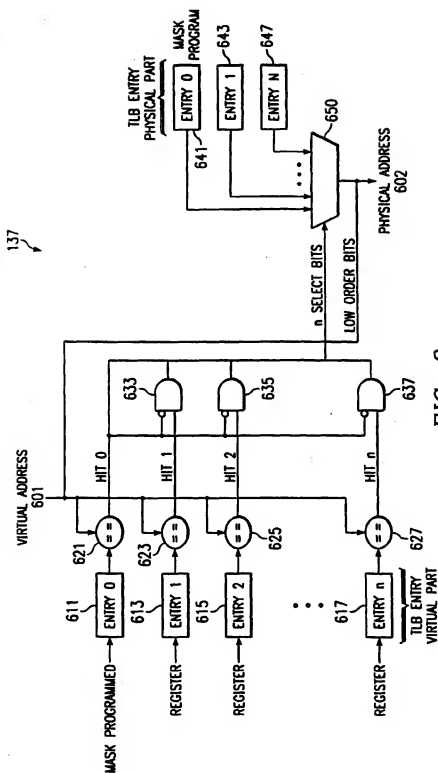 137
VIRTUAL ADDRESS
601
MASK PROGRAMMED
611
ENTRY 0
621
==
HIT 0
REGISTER
613
ENTRY 1
623
==
HIT 1
633
REGISTER
615
ENTRY 2
625
==
HIT 2
635
REGISTER
617
ENTRY n
627
==
HIT n
637
TLB ENTRY
VIRTUAL PART
n SELECT BITS
LOW ORDER BITS
TLB ENTRY
PHYSICAL PART
MASK
PROGRAM
ENTRY 0
641
ENTRY 1
643
ENTRY N
647
650
PHYSICAL ADDRESS
602